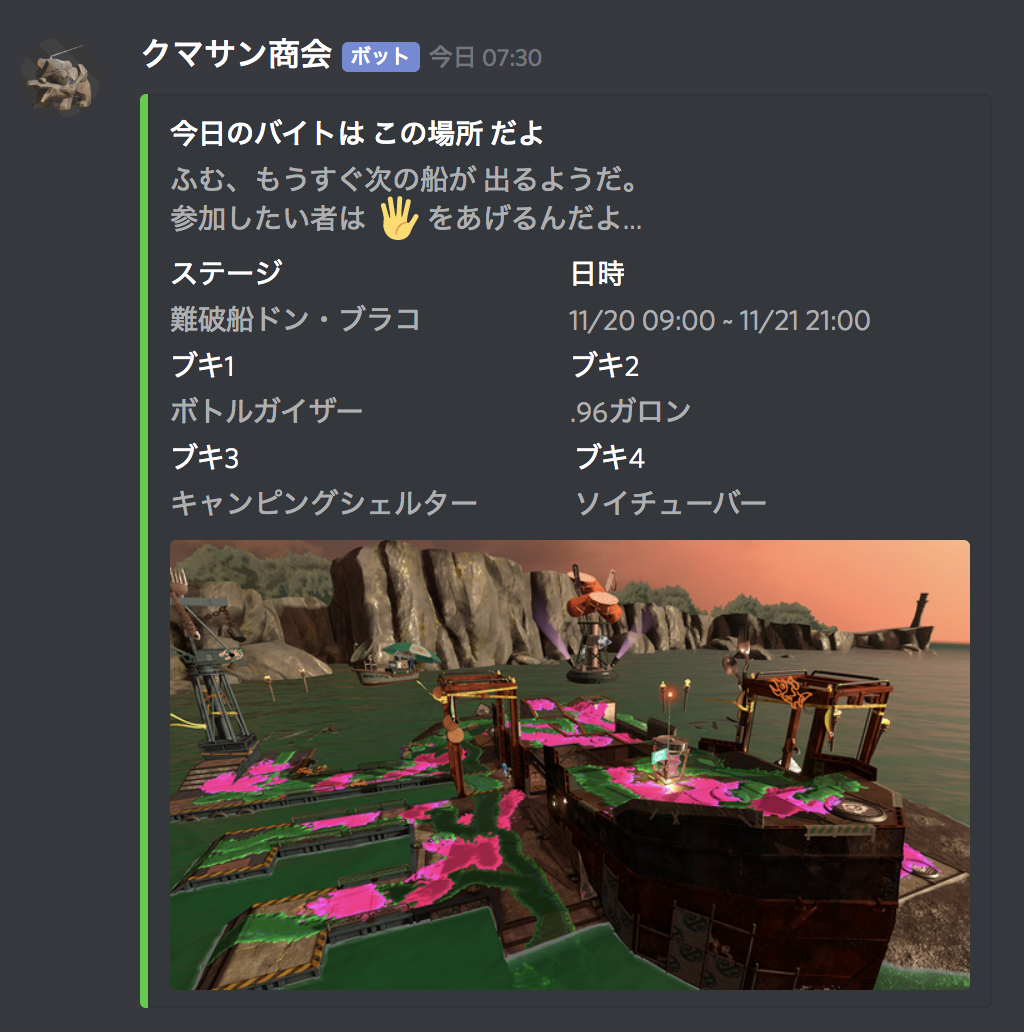 クマサン商会 ボット 今日 07:30
今日のバイトは この場所 だよ
ふむ、もうすぐ次の船が 出るようだ。
参加したい者は 🖐 をあげるんだよ...
ステージ 日時
難破船ドン・ブラコ 11/20 09:00 ~ 11/21 21:00
ブキ1 ブキ2
ボトルガイザー .96ガロン
ブキ3 ブキ4
キャンピングシェルター ソイチューバー